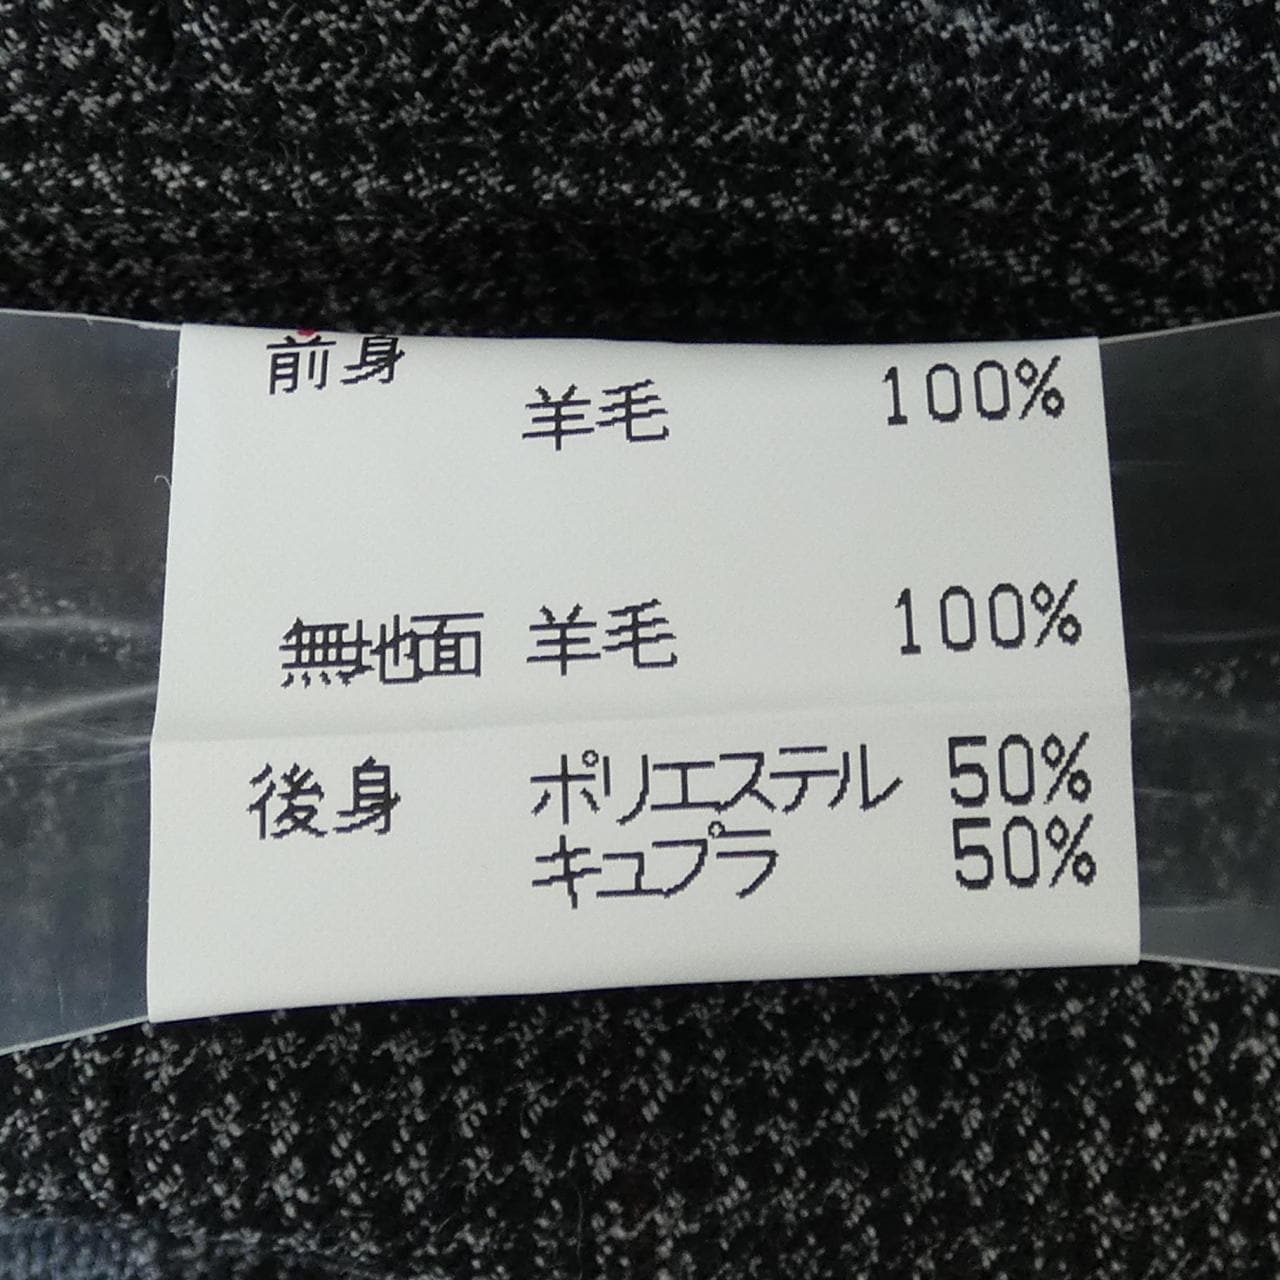 前身
羊毛 100%
無地面 羊毛 100%
後身 ポリエステル 50%
キュプラ 50%